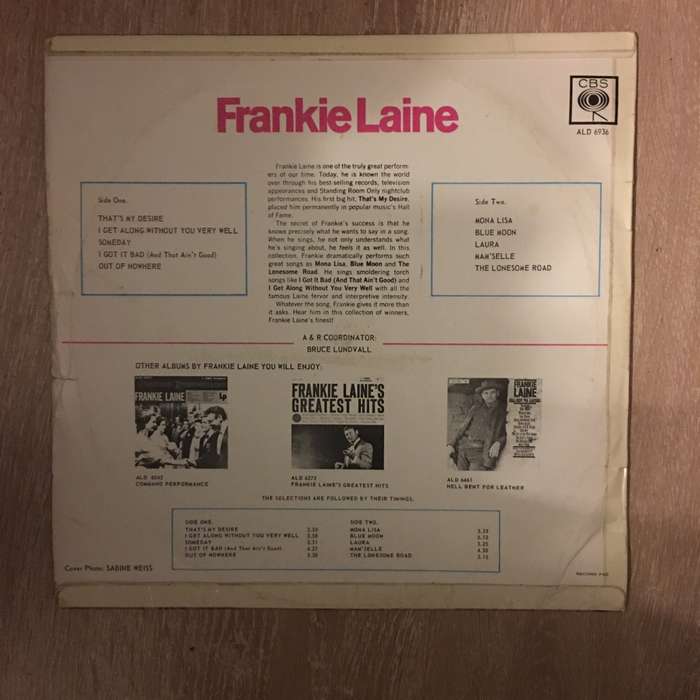 CBS
ALD 6936
Frankie Laine
Side One.
THAT'S MY DESIRE
I GET ALONG WITHOUT YOU VERY WELL
SOMEDAY
I GOT IT BAD (And That Ain't Good)
OUT OF NOWHERE
Frankie Laine is one of the truly great perform-
ers of our time. Today, he is known the world
over through his best-selling records, television
appearances and Standing Room Only nightclub
performances. His first big hit, That's My Desire,
placed him permanently in popular music's Hall
of Fame.
The secret of Frankie's success is that he
knows precisely what he wants to say in a song.
When he sings, he not only understands what
he's singing about, he feels it as well. In this
collection, Frankie dramatically performs such
great songs as Mona Lisa, Blue Moon and The
Lonesome Road. He sings smoldering torch
songs like I Got It Bad (And That Ain't Good) and
I Get Along Without You Very Well with all the
famous Laine fervor and interpretive intensity.
Whatever the song, Frankie gives it more than
it asks. Hear him in this collection of winners,
Frankie Laine's finest!
Side Two.
MONA LISA
BLUE MOON
LAURA
MAM'SELLE
THE LONESOME ROAD
A & R COORDINATOR:
BRUCE LUNDVALL
OTHER ALBUMS BY FRANKIE LAINE YOU WILL ENJOY:
FRANKIE LAINE
FRANKIE LAINE'S
GREATEST HITS
FRANKIE
LAINE
ALD
COMMAND PERFORMANCE
ALD 6273
FRANKIE LAINE'S GREATEST HITS
ALD 6461
HELL BENT FOR LEATHER
THE SELECTIONS ARE FOLLOWED BY THEIR TIMINGS.
SIDE ONE.
THAT'S MY DESIRE
I GET ALONG WITHOUT YOU VERY WELL
SOMEDAY
I GOT IT BAD (And That Ain't Good).
OUT OF NOWHERE
SIDE TWO.
MONA LISA
BLUE MOON
LAURA
MAM'SELLE
THE LONESOME ROAD
Cover Photo: SABINE WEISS